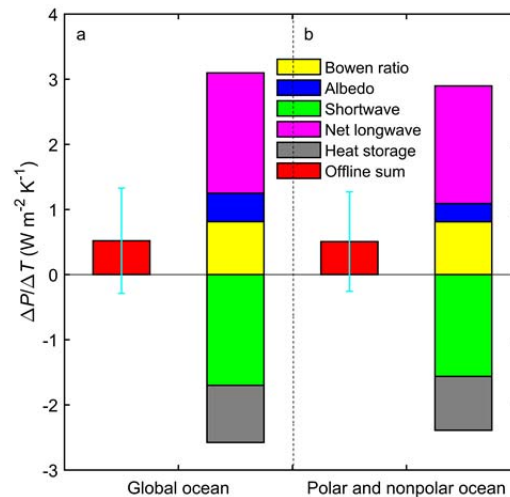 a
b
Bowen ratio
Albedo
Shortwave
Net longwave
Heat storage
Offline sum
4
3
2
1
0
-1
-2
-3
ΔP/ΔT (W m⁻² K⁻¹)
Global ocean
Polar and nonpolar ocean